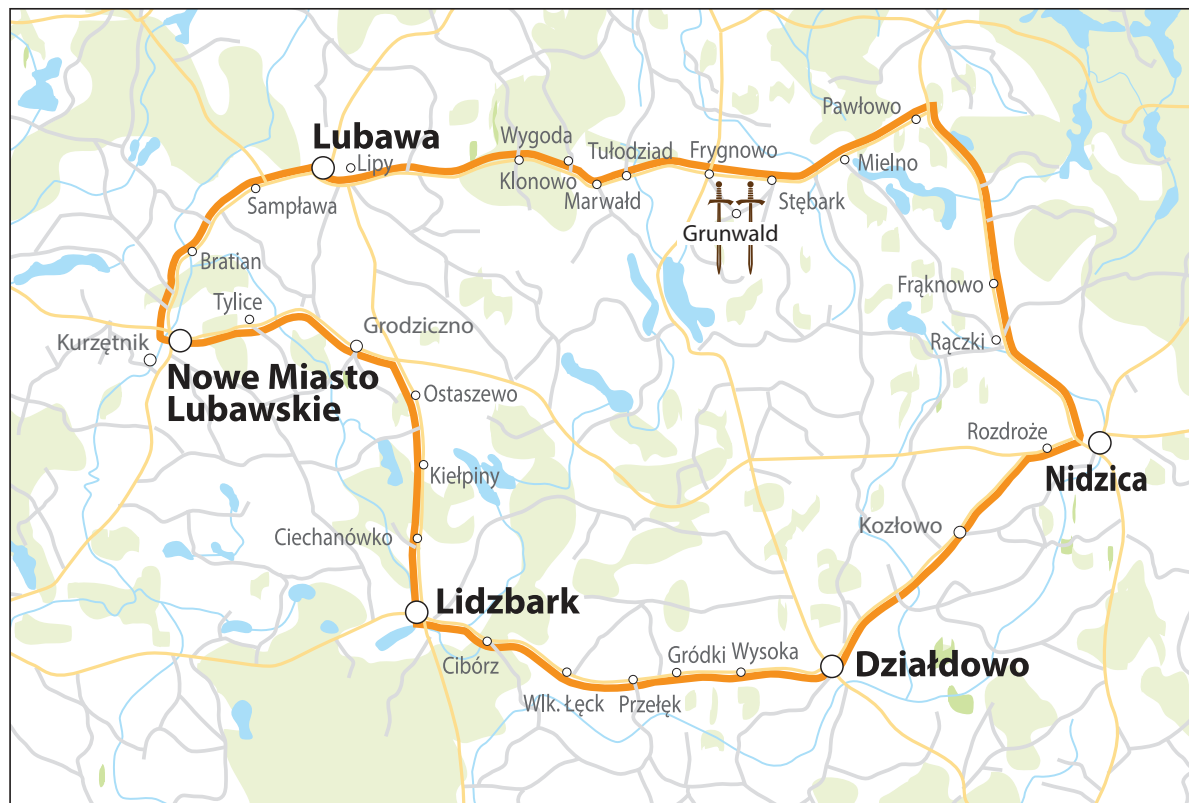 Pawłowo
Lubawa
Wygoda
Tułodziad
Frygnowo
Lipy
Mielno
Klonowo
Marwałd
Stębark
Sampława
Grunwald
Bratian
Frąknowo
Tylice
Grodziczno
Kurzętnik
Rączki
Nowe Miasto
Lubawskie
Ostaszewo
Rozdroże
Kiełpiny
Nidzica
Kozłowo
Ciechanówko
Lidzbark
Cibórz
Gródki
Wysoka
Działdowo
Wlk. Łęck
Przełęk